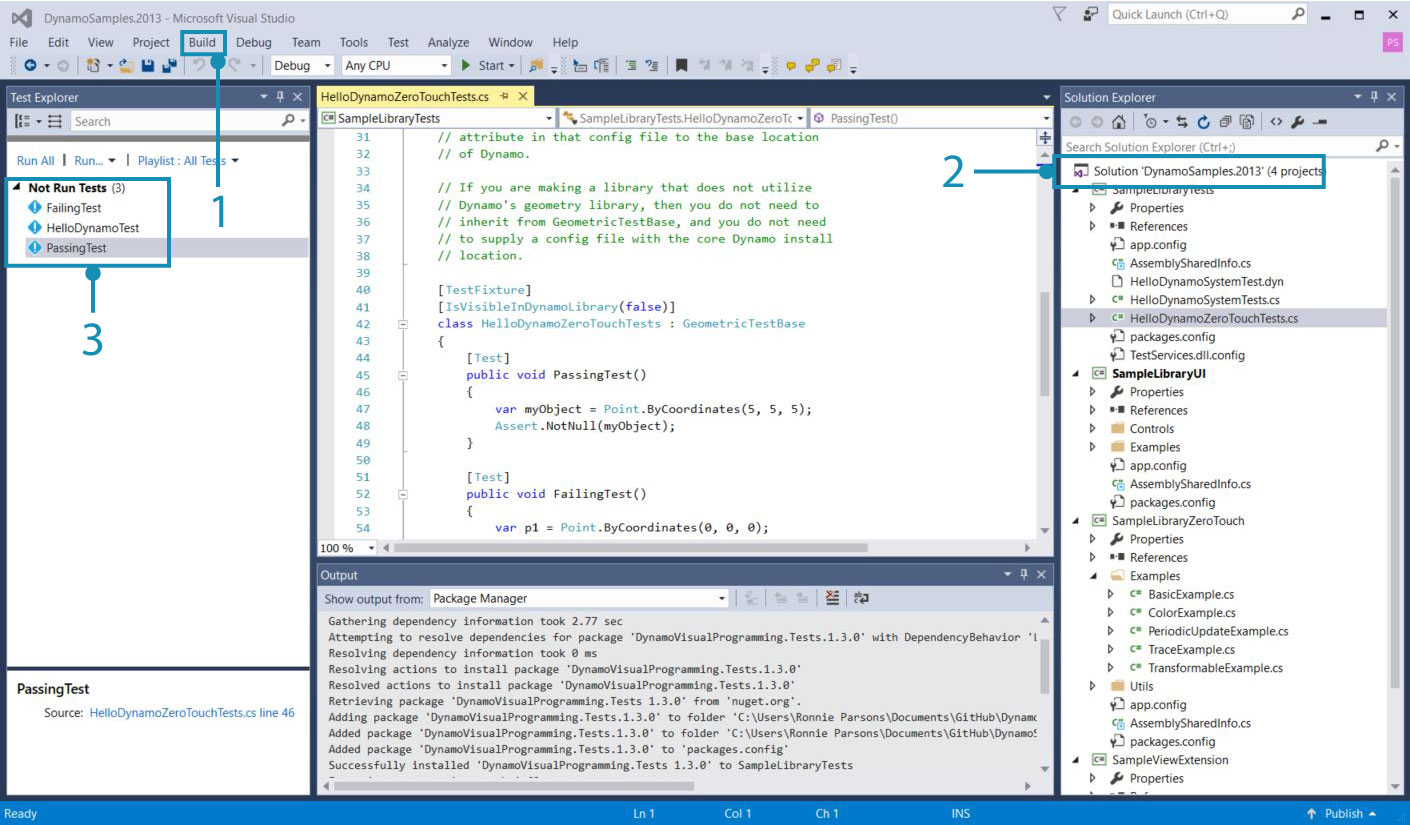 DynamoSamples.2013 - Microsoft Visual Studio
Quick Launch (Ctrl+Q)
File Edit View Project Build Debug Team Tools Test Analyze Window Help
PS
Debug Any CPU Start
1
Test Explorer
Search
Run All | Run... | Playlist : All Tests
Not Run Tests (3)
FailingTest
HelloDynamoTest
PassingTest
3
PassingTest
Source: HelloDynamoZeroTouchTests.cs line 46
HelloDynamoZeroTouchTests.cs
SampleLibraryTests SampleLibraryTests.HelloDynamoZeroTc PassingTest()
31 // attribute in that config file to the base location
32 // of Dynamo.
33
34 // If you are making a library that does not utilize
35 // Dynamo's geometry library, then you do not need to
36 // inherit from GeometricTestBase, and you do not need
37 // to supply a config file with the core Dynamo install
38 // location.
39
40 [TestFixture]
41 [IsVisibleInDynamoLibrary(false)]
42 class HelloDynamoZeroTouchTests : GeometricTestBase
43 {
44 [Test]
45 public void PassingTest()
46 {
47 var myObject = Point.ByCoordinates(5, 5, 5);
48 Assert.NotNull(myObject);
49 }
50
51 [Test]
52 public void FailingTest()
53 {
54 var p1 = Point.ByCoordinates(0, 0, 0);
100 %
Output
Show output from: Package Manager
Gathering dependency information took 2.77 sec
Attempting to resolve dependencies for package 'DynamoVisualProgramming.Tests.1.3.0' with DependencyBehavior 'L
Resolving dependency information took 0 ms
Resolving actions to install package 'DynamoVisualProgramming.Tests.1.3.0'
Resolved actions to install package 'DynamoVisualProgramming.Tests.1.3.0'
Retrieving package 'DynamoVisualProgramming.Tests 1.3.0' from 'nuget.org'.
Adding package 'DynamoVisualProgramming.Tests.1.3.0' to folder 'C:\Users\Ronnie Parsons\Documents\GitHub\Dynamo
Added package 'DynamoVisualProgramming.Tests.1.3.0' to folder 'C:\Users\Ronnie Parsons\Documents\GitHub\DynamoS
Added package 'DynamoVisualProgramming.Tests.1.3.0' to 'packages.config'
Successfully installed 'DynamoVisualProgramming.Tests 1.3.0' to SampleLibraryTests
Solution Explorer
Search Solution Explorer (Ctrl+;)
2
Solution 'DynamoSamples.2013' (4 projects
SampleLibraryTests
Properties
References
app.config
AssemblySharedInfo.cs
HelloDynamoSystemTest.dyn
HelloDynamoSystemTests.cs
HelloDynamoZeroTouchTests.cs
packages.config
TestServices.dll.config
SampleLibraryUI
Properties
References
Controls
Examples
app.config
AssemblySharedInfo.cs
packages.config
SampleLibraryZeroTouch
Properties
References
Examples
BasicExample.cs
ColorExample.cs
PeriodicUpdateExample.cs
TraceExample.cs
TransformableExample.cs
Utils
app.config
AssemblySharedInfo.cs
packages.config
SampleViewExtension
Properties
Ready Ln 1 Col 1 Ch 1 INS Publish